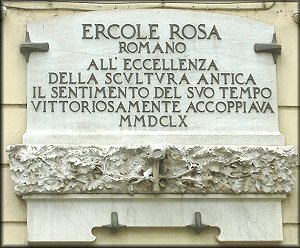 ERCOLE ROSA
ROMANO
ALL'ECCELLENZA
DELLA SCVLTVRA ANTICA
IL SENTIMENTO DEL SVO TEMPO
VITTORIOSAMENTE ACCOPPIAVA
MMDCLX